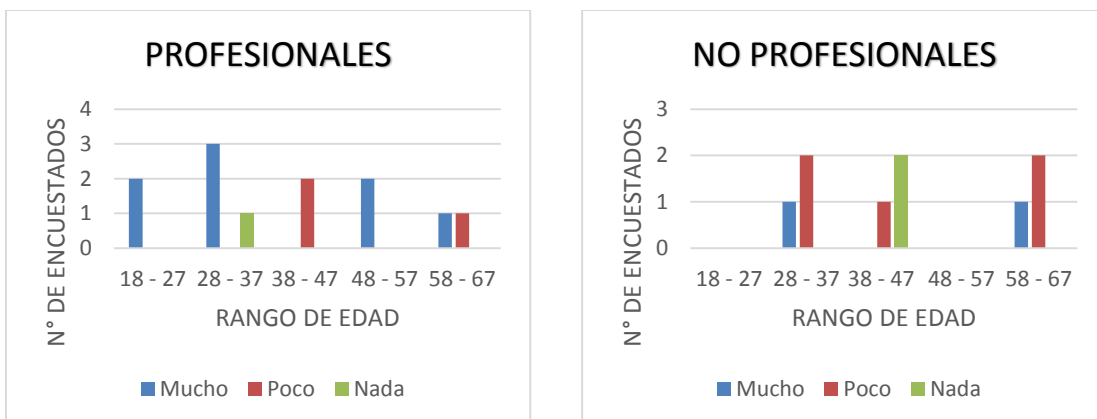 PROFESIONALES
N° DE ENCUESTADOS
4
3
2
1
0
18 - 27 28 - 37 38 - 47 48 - 57 58 - 67
RANGO DE EDAD
Mucho Poco Nada
NO PROFESIONALES
N° DE ENCUESTADOS
3
2
1
0
18 - 27 28 - 37 38 - 47 48 - 57 58 - 67
RANGO DE EDAD
Mucho Poco Nada